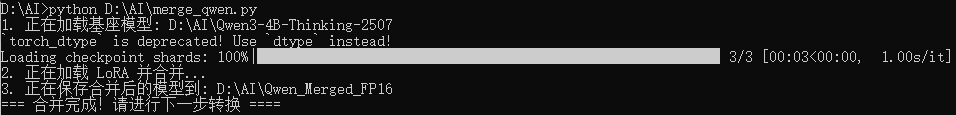 D:\AI>python D:\AI\merge_qwen.py
1. 正在加载基座模型: D:\AI\Qwen3-4B-Thinking-2507
`torch_dtype` is deprecated! Use `dtype` instead!
Loading checkpoint shards: 100%| | 3/3 [00:03<00:00, 1.00s/it]
2. 正在加载 LoRA 并合并...
3. 正在保存合并后的模型到: D:\AI\Qwen_Merged_FP16
=== 合并完成! 请进行下一步转换 ====